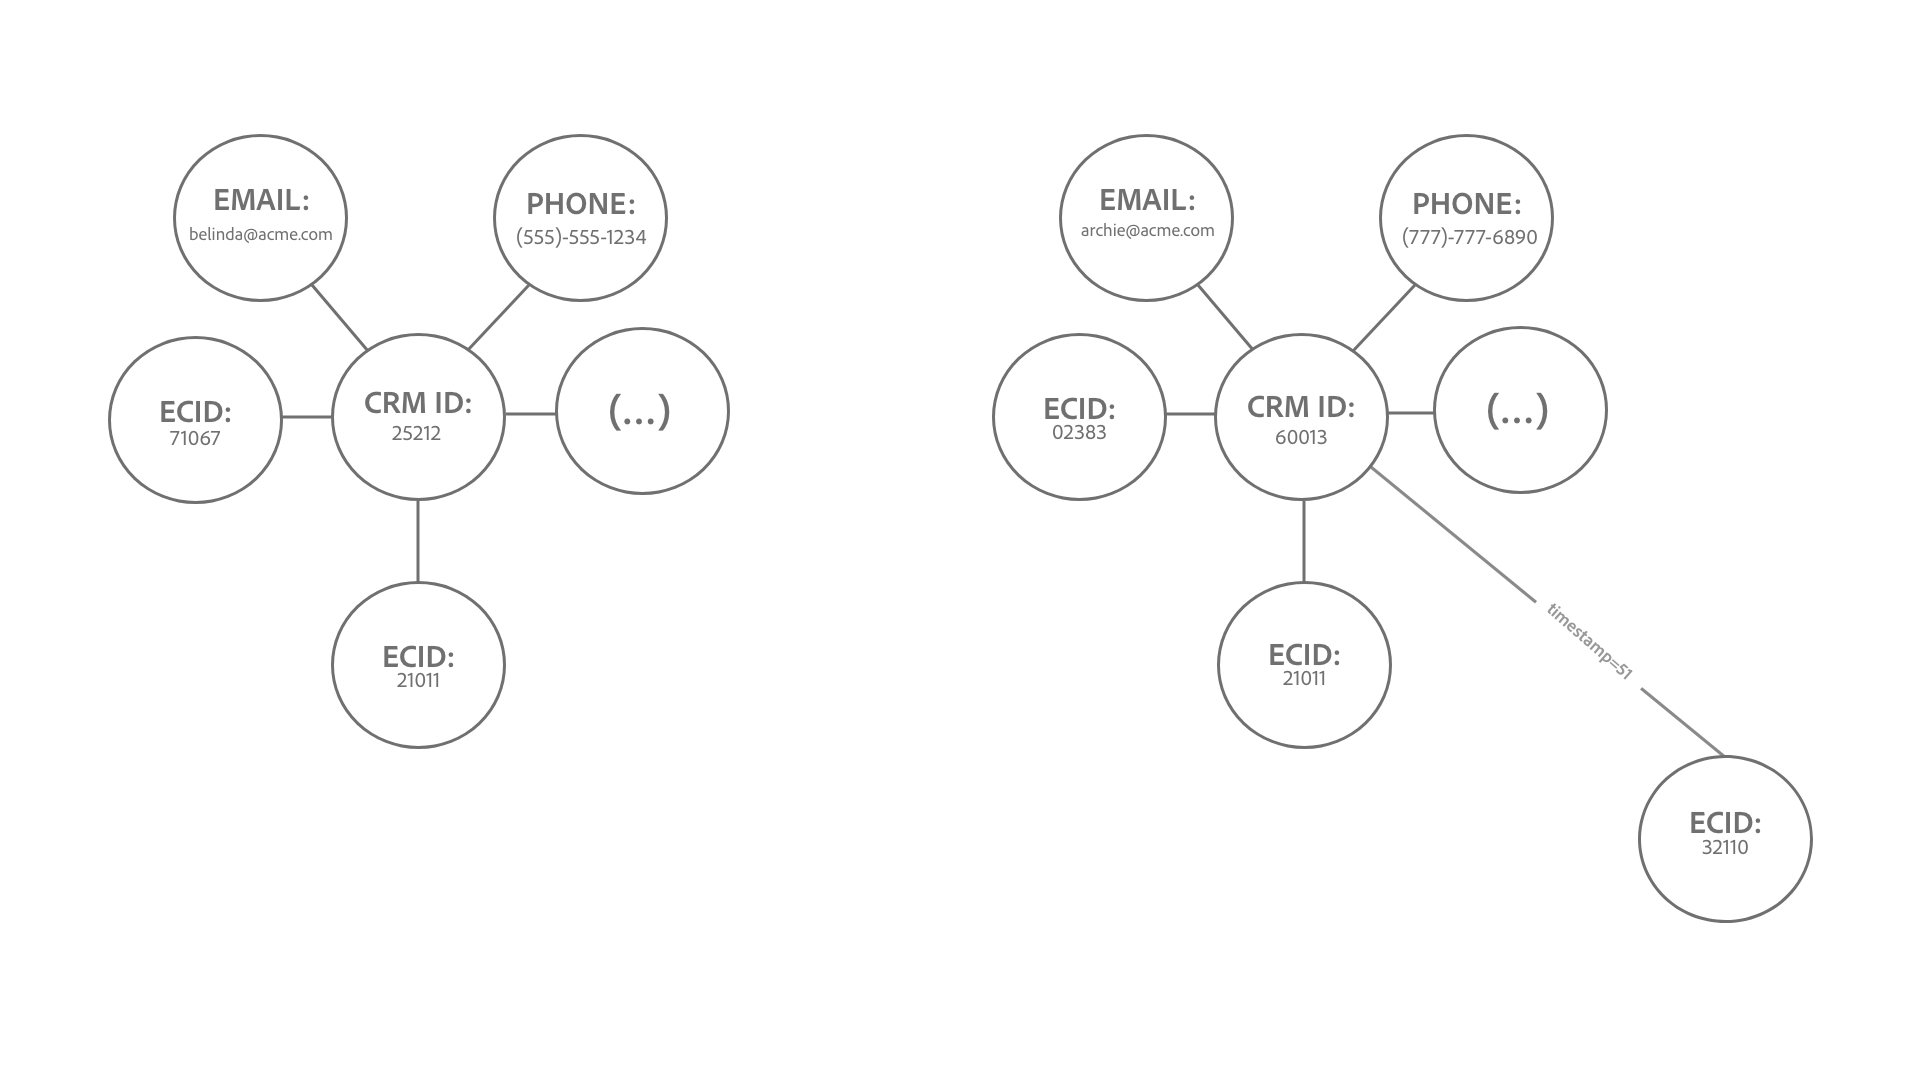 EMAIL:
belinda@acme.com
PHONE:
(555)-555-1234
ECID:
71067
CRM ID:
25212
(...)
ECID:
21011
EMAIL:
archie@acme.com
PHONE:
(777)-777-6890
ECID:
02383
CRM ID:
60013
(...)
ECID:
21011
timestamp=51
ECID:
32110